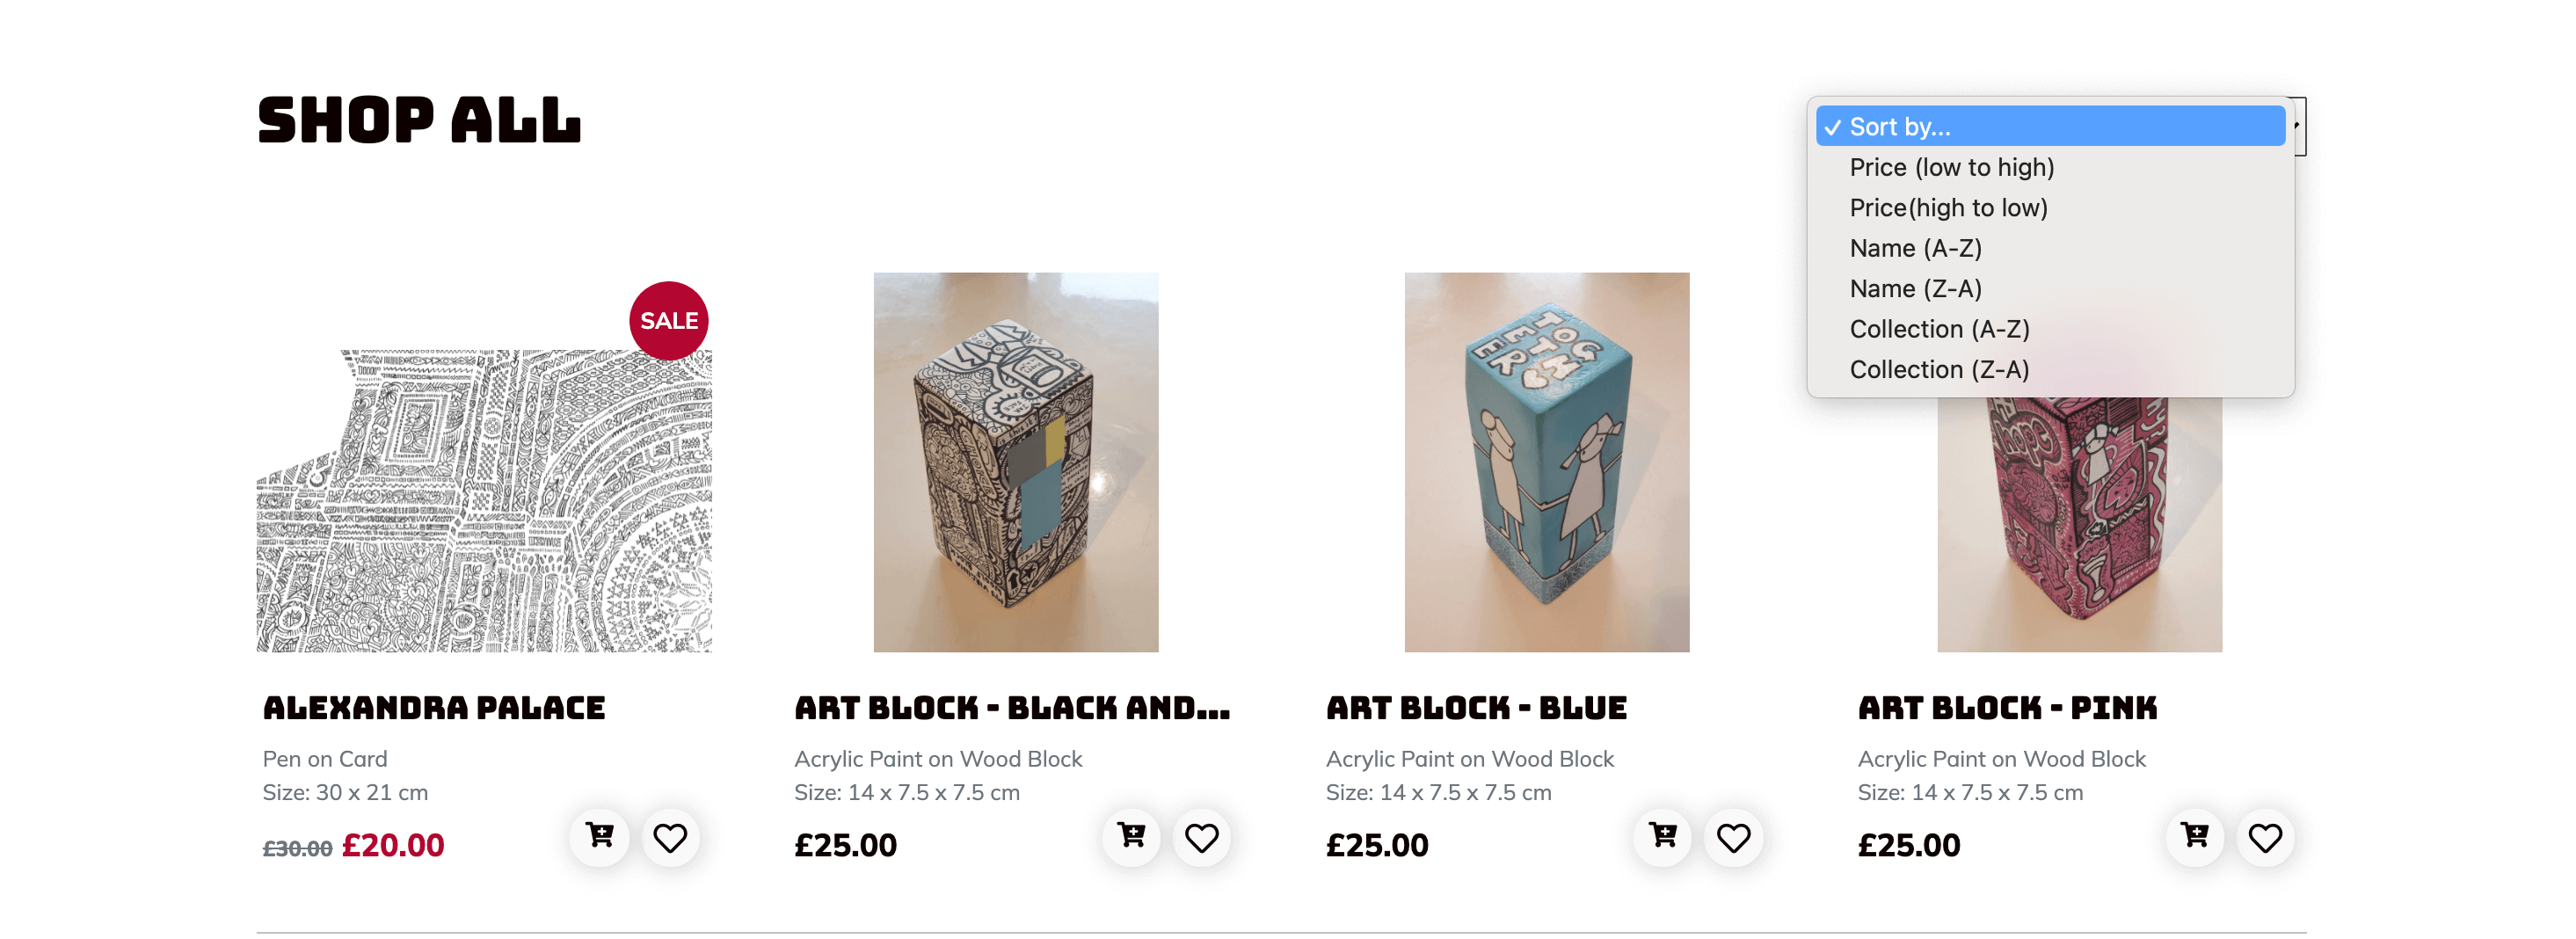 SHOP ALL
✓ Sort by...
Price (low to high)
Price(high to low)
Name (A-Z)
Name (Z-A)
Collection (A-Z)
Collection (Z-A)
SALE
TOG
ETH
ER
hope
ALEXANDRA PALACE
Pen on Card
Size: 30 x 21 cm
£30.00 £20.00
ART BLOCK - BLACK AND...
Acrylic Paint on Wood Block
Size: 14 x 7.5 x 7.5 cm
£25.00
ART BLOCK - BLUE
Acrylic Paint on Wood Block
Size: 14 x 7.5 x 7.5 cm
£25.00
ART BLOCK - PINK
Acrylic Paint on Wood Block
Size: 14 x 7.5 x 7.5 cm
£25.00